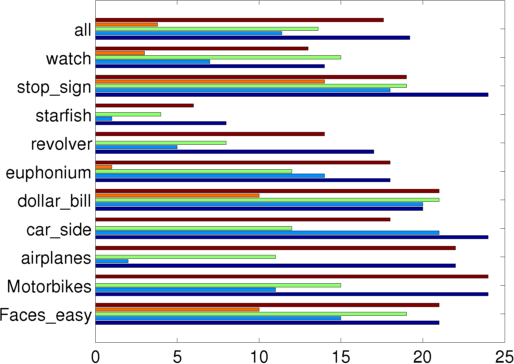 all
watch
stop_sign
starfish
revolver
euphonium
dollar_bill
car_side
airplanes
Motorbikes
Faces_easy
0 5 10 15 20 25